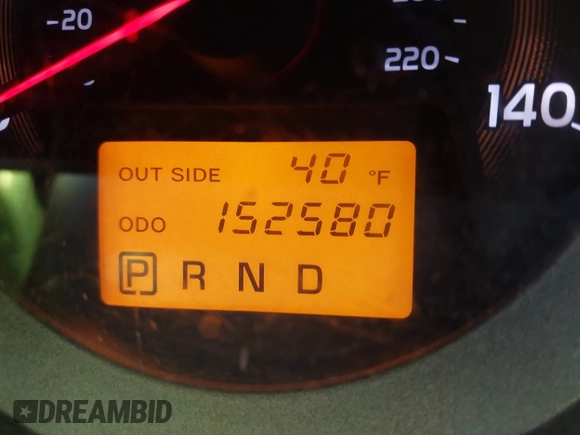 -20
220
140
OUT SIDE 40 °F
ODO 152580
P R N D
DREAMBID